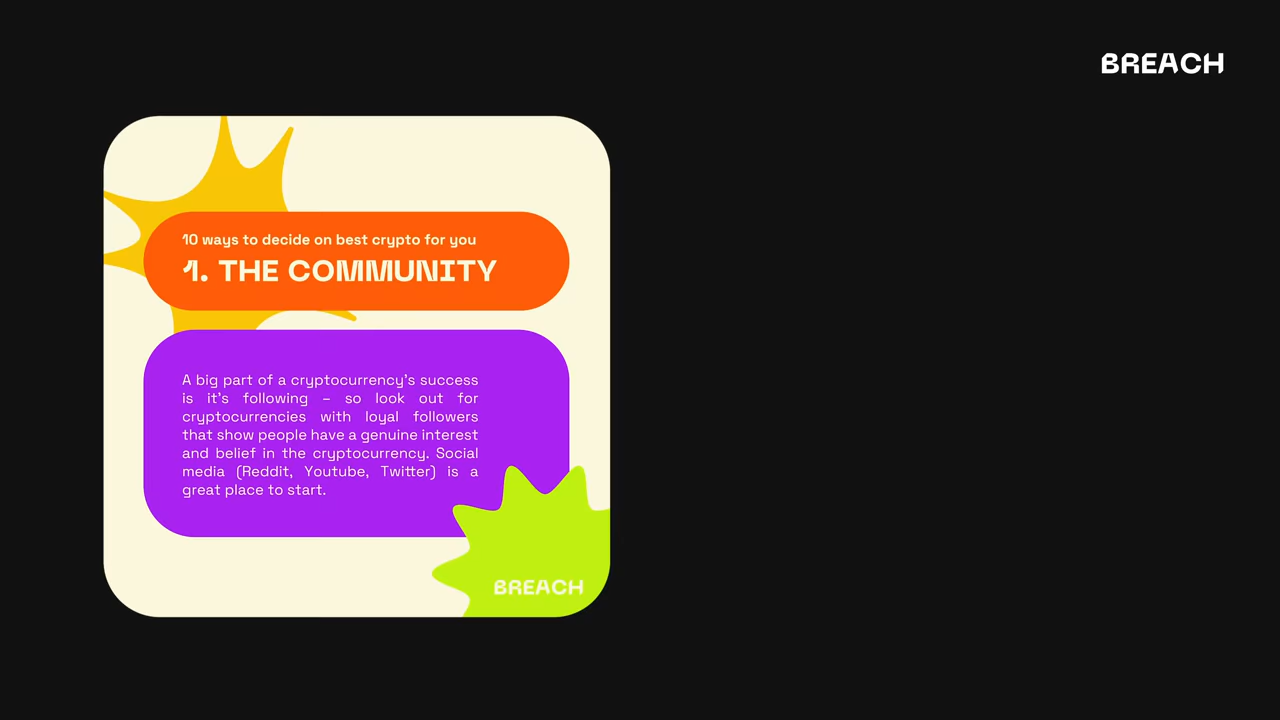 BREACH
10 ways to decide on best crypto for you
1. THE COMMUNITY
A big part of a cryptocurrency's success
is it's following – so look out for
cryptocurrencies with loyal followers
that show people have a genuine interest
and belief in the cryptocurrency. Social
media (Reddit, Youtube, Twitter) is a
great place to start.
BREACH